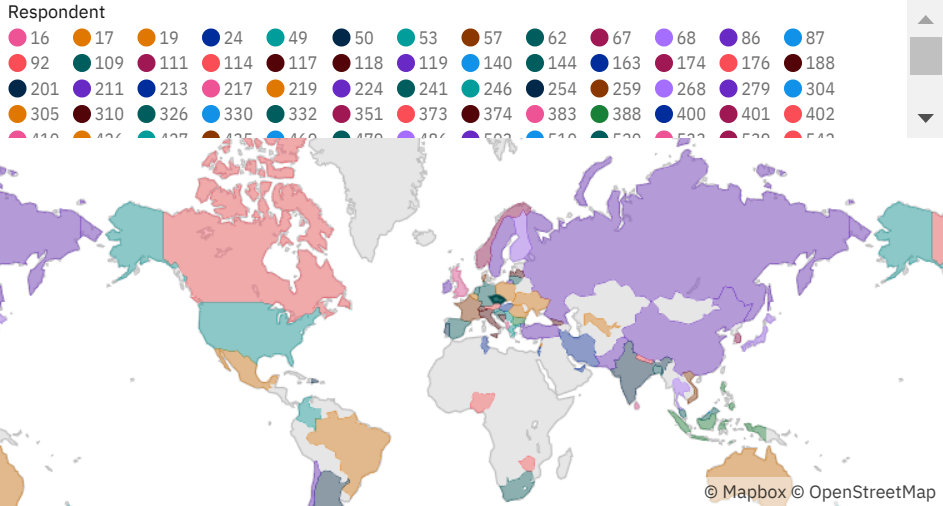 Respondent
16 17 19 24 49 50 53 57 62 67 68 86 87
92 109 111 114 117 118 119 140 144 163 174 176 188
201 211 213 217 219 224 241 246 254 259 268 279 304
305 310 326 330 332 351 373 374 383 388 400 401 402
© Mapbox © OpenStreetMap